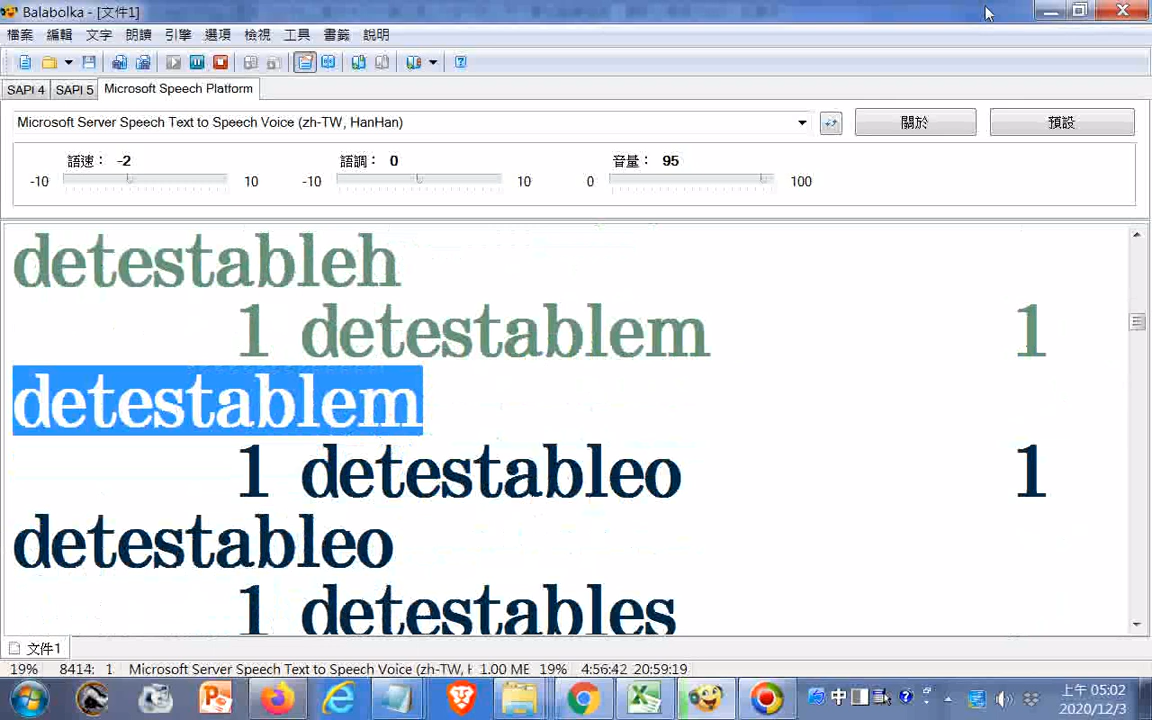 Balabolka - [文件1]
檔案 編輯 文字 朗讀 引擎 選項 檢視 工具 書籤 說明
SAPI 4 SAPI 5 Microsoft Speech Platform
Microsoft Server Speech Text to Speech Voice (zh-TW, HanHan) 關於 預設
語速： -2 語調： 0 音量： 95
-10 10 -10 10 0 100
detestableh
1 detestablem 1
detestablem
1 detestableo 1
detestableo
1 detestables
文件1
19% 8414: 1 Microsoft Server Speech Text to Speech Voice (zh-TW, H 1.00 ME 19% 4:56:42 20:59:19
中 上午 05:02
2020/12/3